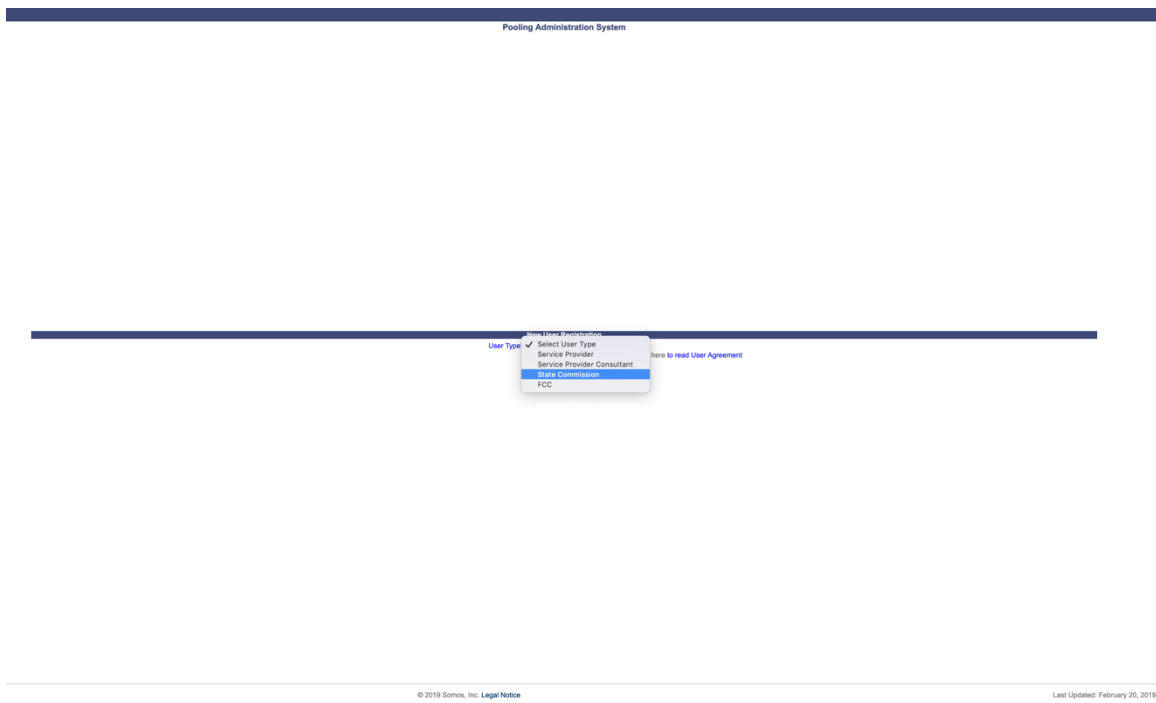 Pooling Administration System
New User Registration
User Type ✓ Select User Type
Service Provider
here to read User Agreement
Service Provider Consultant
State Commission
FCC
© 2019 Somos, Inc. Legal Notice
Last Updated: February 20, 2019